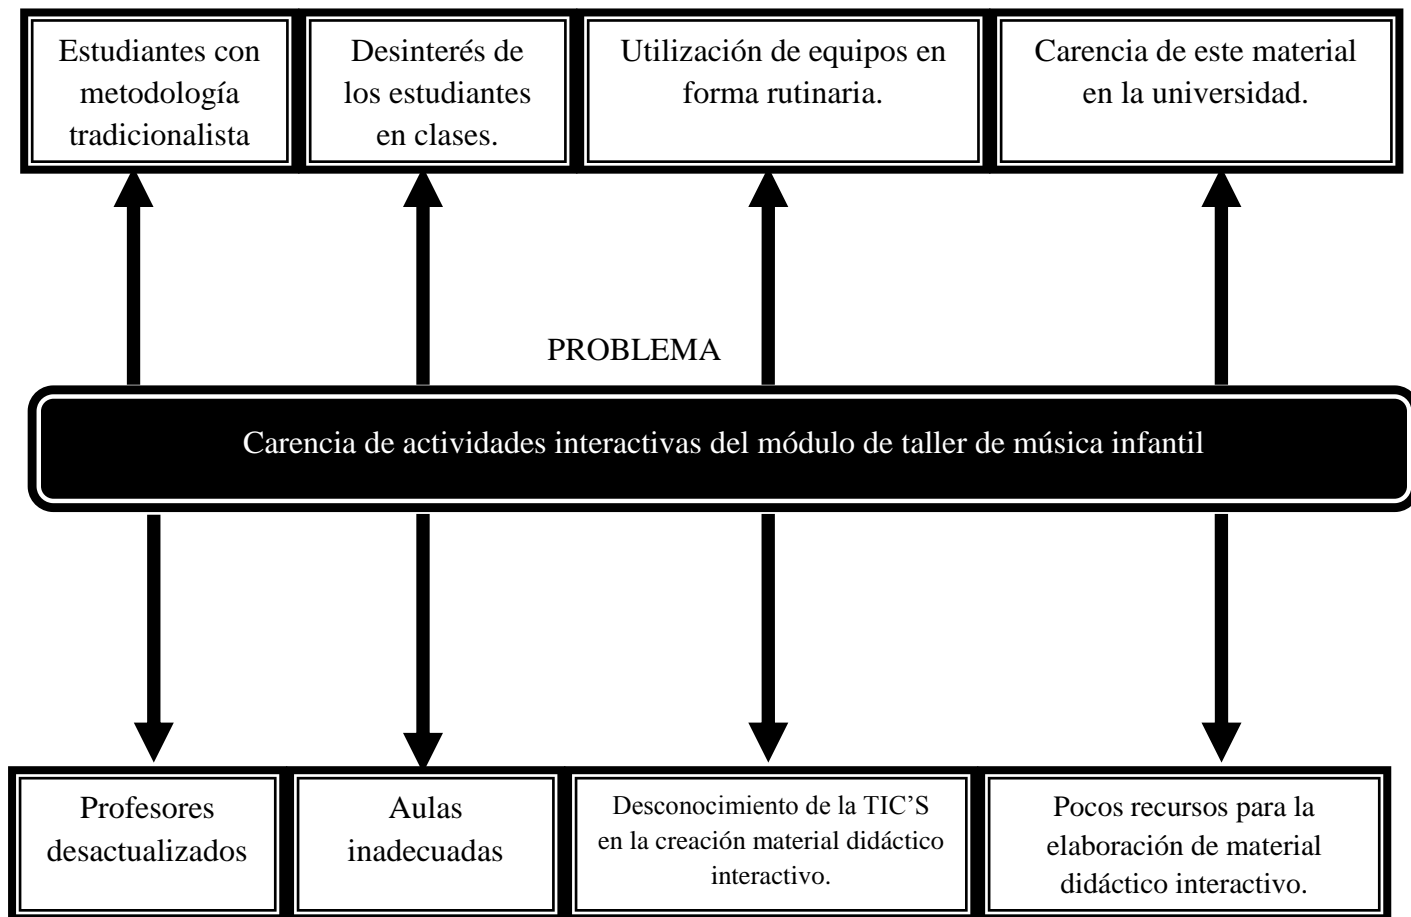 Estudiantes con
metodología
tradicionalista
Desinterés de
los estudiantes
en clases.
Utilización de equipos en
forma rutinaria.
Carencia de este material
en la universidad.
PROBLEMA
Carencia de actividades interactivas del módulo de taller de música infantil
Profesores
desactualizados
Aulas
inadecuadas
Desconocimiento de la TIC’S
en la creación material didáctico
interactivo.
Pocos recursos para la
elaboración de material
didáctico interactivo.